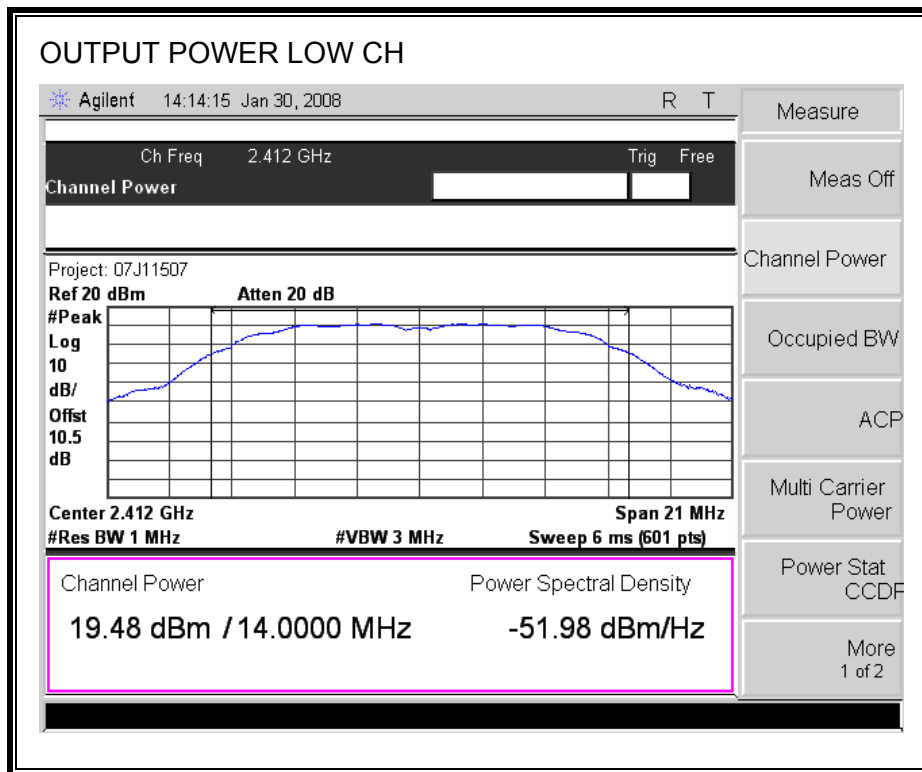 OUTPUT POWER LOW CH
Agilent 14:14:15 Jan 30, 2008 R T
Measure
Ch Freq 2.412 GHz Trig Free
Channel Power
Meas Off
Channel Power
Occupied BW
ACP
Multi Carrier
Power
Power Stat
CCDF
More
1 of 2
Project: 07J11507
Ref 20 dBm Atten 20 dB
#Peak
Log
10
dB/
Offst
10.5
dB
Center 2.412 GHz Span 21 MHz
#Res BW 1 MHz #VBW 3 MHz Sweep 6 ms (601 pts)
Channel Power Power Spectral Density
19.48 dBm / 14.0000 MHz -51.98 dBm/Hz